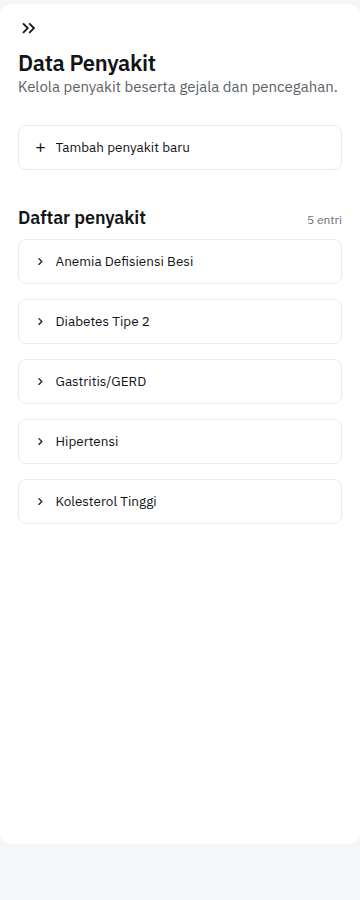 Data Penyakit
Kelola penyakit beserta gejala dan pencegahan.
Tambah penyakit baru
Daftar penyakit
5 entri
Anemia Defisiensi Besi
Diabetes Tipe 2
Gastritis/GERD
Hipertensi
Kolesterol Tinggi